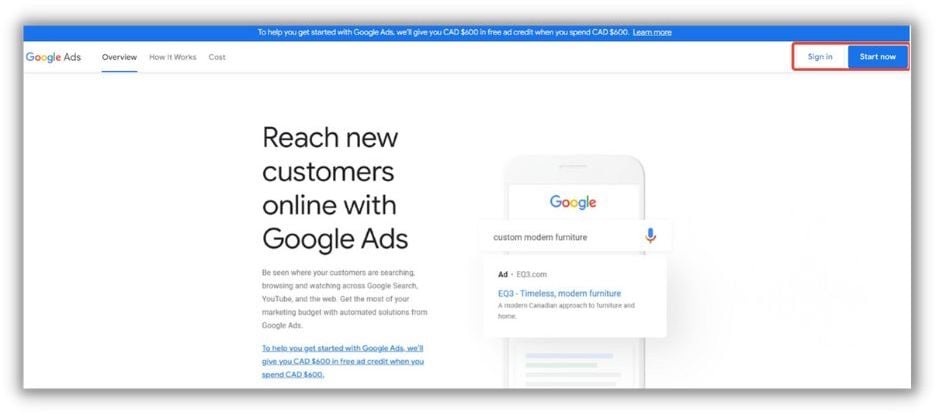 To help you get started with Google Ads, we'll give you CAD $600 in free ad credit when you spend CAD $600. Learn more
Google Ads Overview How It Works Cost Sign in Start now
Reach new
customers
online with
Google Ads
Be seen where your customers are searching,
browsing and watching across Google Search,
YouTube, and the web. Get the most of your
marketing budget with automated solutions from
Google Ads.
To help you get started with Google Ads, we'll
give you CAD $600 in free ad credit when you
spend CAD $600.
Google
custom modern furniture
Ad · EQ3.com
EQ3 - Timeless, modern furniture
A modern Canadian approach to furniture and
home.